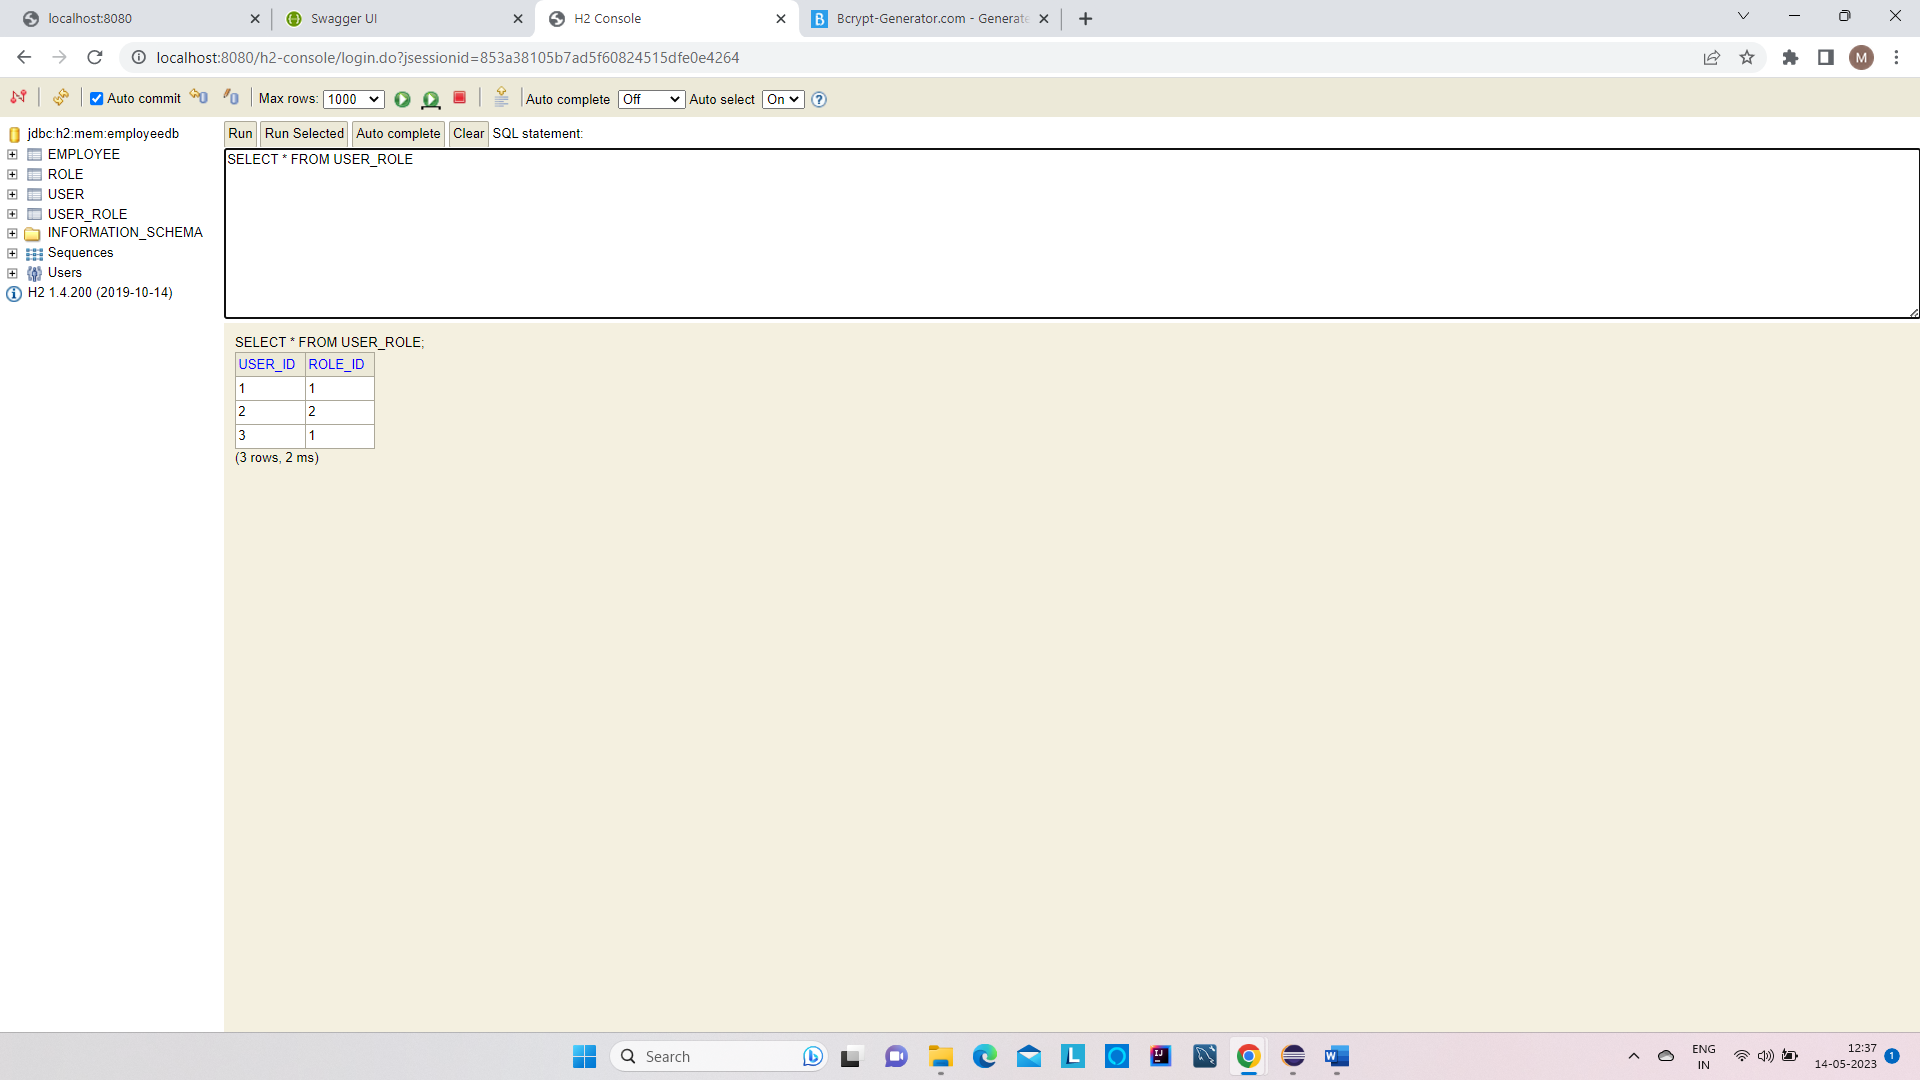 localhost:8080
Swagger UI
H2 Console
Bcrypt-Generator.com - Generate
localhost:8080/h2-console/login.do?jsessionid=853a38105b7ad5f60824515dfe0e4264
M
Auto commit
Max rows: 1000
Auto complete Off
Auto select On
jdbc:h2:mem:employeedb
EMPLOYEE
ROLE
USER
USER_ROLE
INFORMATION_SCHEMA
Sequences
Users
H2 1.4.200 (2019-10-14)
Run Run Selected Auto complete Clear SQL statement:
SELECT * FROM USER_ROLE
SELECT * FROM USER_ROLE;
USER_ID ROLE_ID
1 1
2 2
3 1
(3 rows, 2 ms)
Search
ENG
IN
12:37
14-05-2023
1